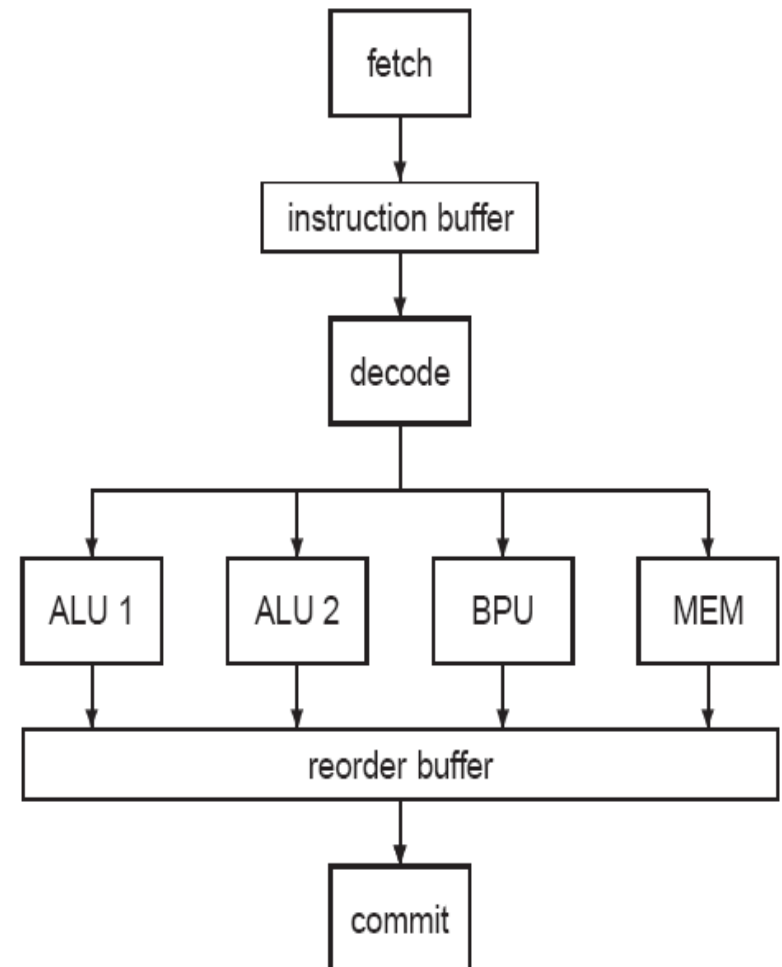 fetch
instruction buffer
decode
ALU 1
ALU 2
BPU
MEM
reorder buffer
commit